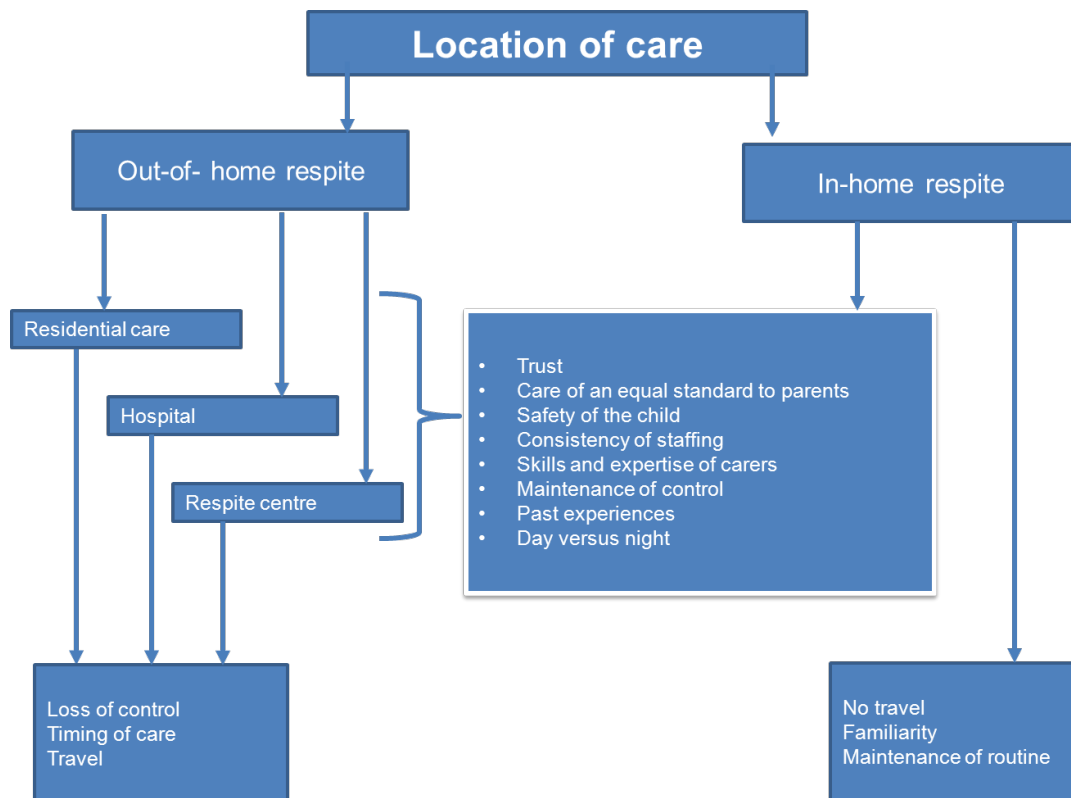 Location of care
Out-of- home respite
In-home respite
Residential care
Hospital
Respite centre
• Trust
• Care of an equal standard to parents
• Safety of the child
• Consistency of staffing
• Skills and expertise of carers
• Maintenance of control
• Past experiences
• Day versus night
Loss of control
Timing of care
Travel
No travel
Familiarity
Maintenance of routine